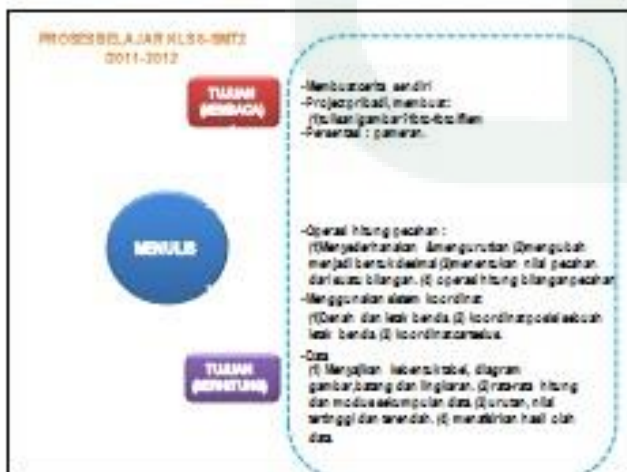 PROSES BELAJAR KLS 6-SMT2
2011-2012
TUJUAN
(MEMBACA)
-Membuat cerita sendiri
-Project pribadi, membuat:
(1)tulisan/gambar/foto-foto/film
-Persentasi : pameran.
MENULIS
-Operasi hitung pecahan :
(1)Menyederhanakan &mengurutkan (2)mengubah
menjadi bentuk desimal (3)menentukan nilai pecahan
dari suatu bilangan. (4) operasi hitung bilangan pecahan
-Menggunakan sistem koordinat
(1)Denah dan letak benda. (2) koordinat posisi sebuah
letak benda. (3) koordinat cartesius.
TUJUAN
(BERHITUNG)
-Data
(1) Menyajikan kebentuk tabel, diagram
gambar,batang dan lingkaran. (2)rata-rata hitung
dan modus sekumpulan data. (3)urutan, nilai
tertinggi dan terendah. (4) menafsirkan hasil olah
data.